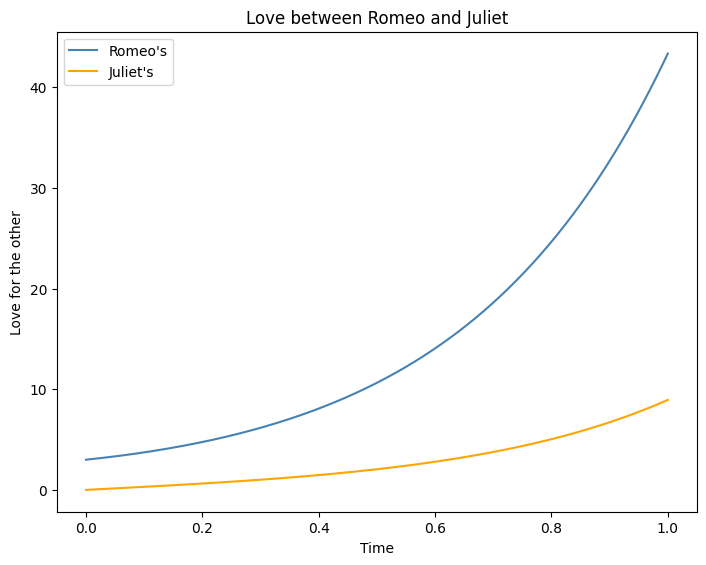 Love between Romeo and Juliet
Romeo's
Juliet's
Love for the other
40
30
20
10
0
0.0 0.2 0.4 0.6 0.8 1.0
Time